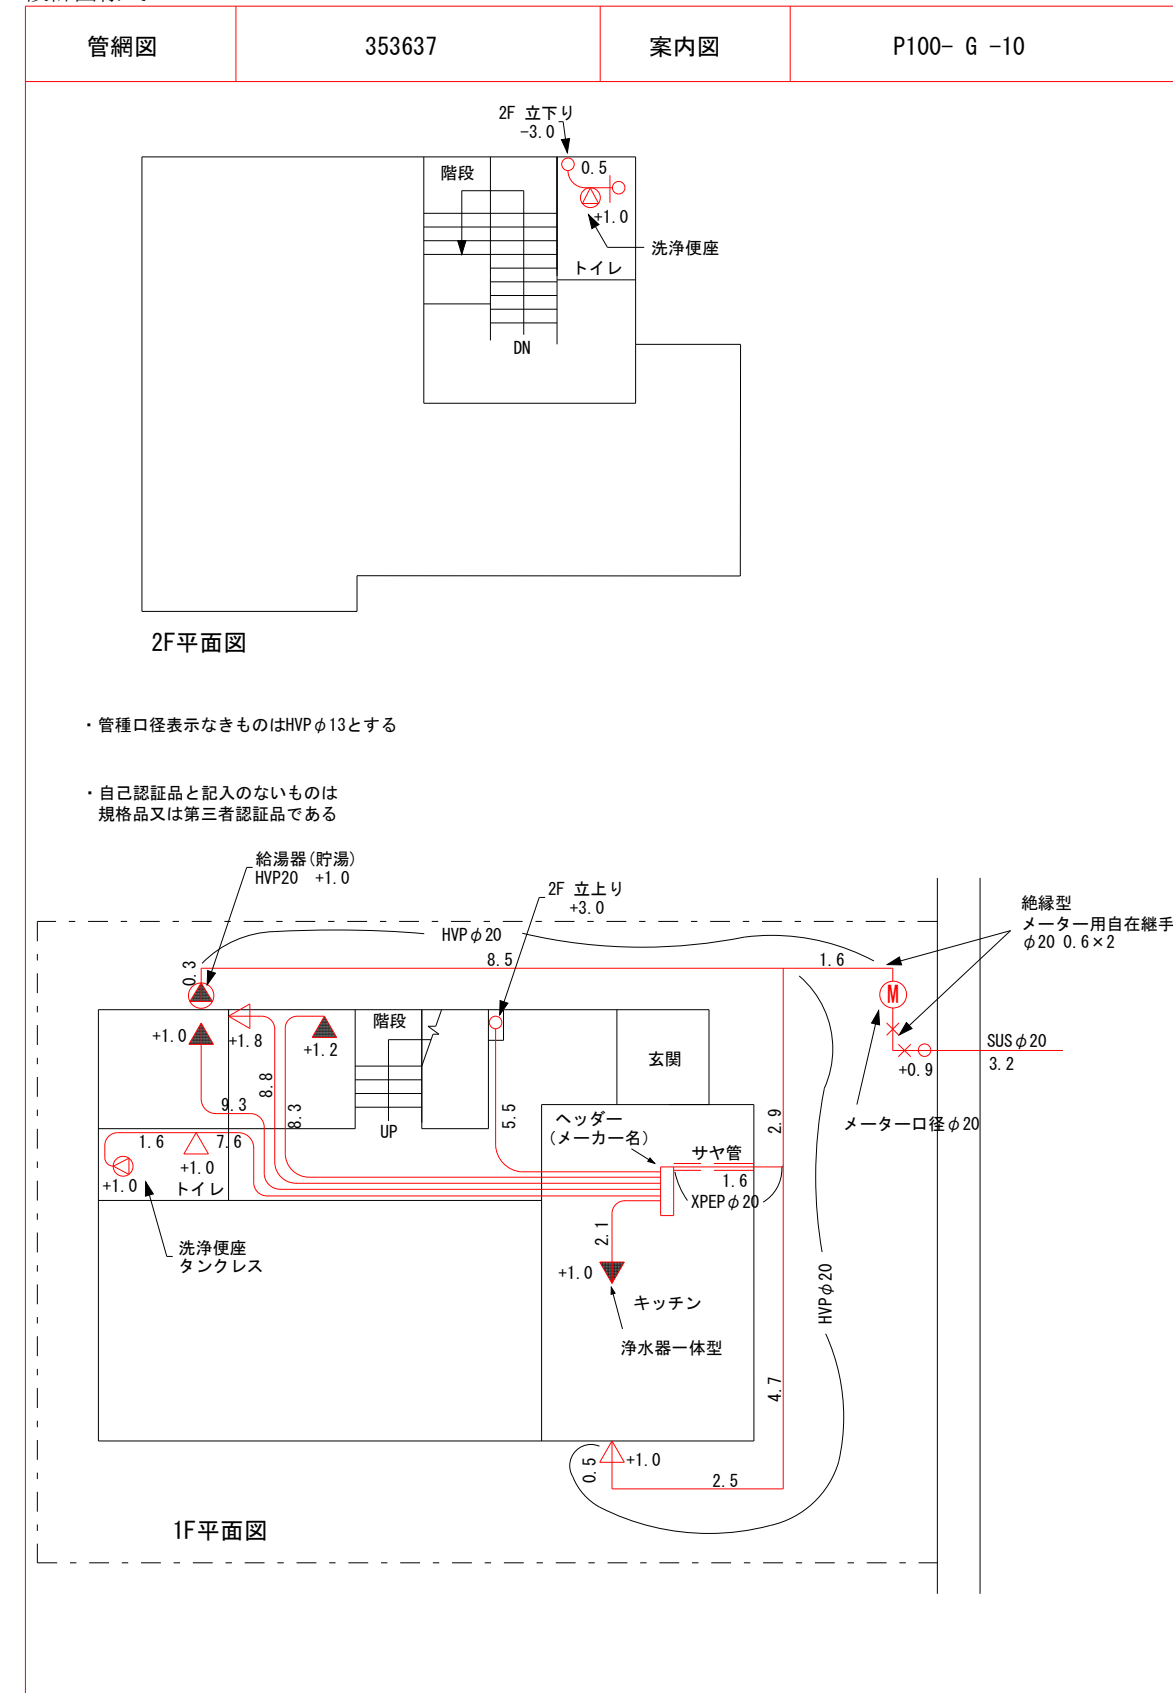 管網図 353637 案内図 P100- G -10
2F 立下り
-3.0
階段
0.5
+1.0
洗浄便座
トイレ
DN
2F平面図
・管種口径表示なきものはHVPφ13とする
・自己認証品と記入のないものは
規格品又は第三者認証品である
給湯器(貯湯)
HVP20 +1.0
2F 立上り
+3.0
絶縁型
メーター用自在継手
φ20 0.6×2
HVPφ20
8.5
1.6
0.3
M
+1.0
+1.8
+1.2
階段
玄関
SUSφ20
3.2
+0.9
8.8
9.3
8.3
UP
5.5
ヘッダー
(メーカー名)
2.9
メーター口径φ20
サヤ管
1.6
XPEPφ20
1.6
7.6
+1.0
+1.0
トイレ
洗浄便座
タンクレス
2.1
+1.0
キッチン
浄水器一体型
HVPφ20
4.7
0.5
+1.0
2.5
1F平面図